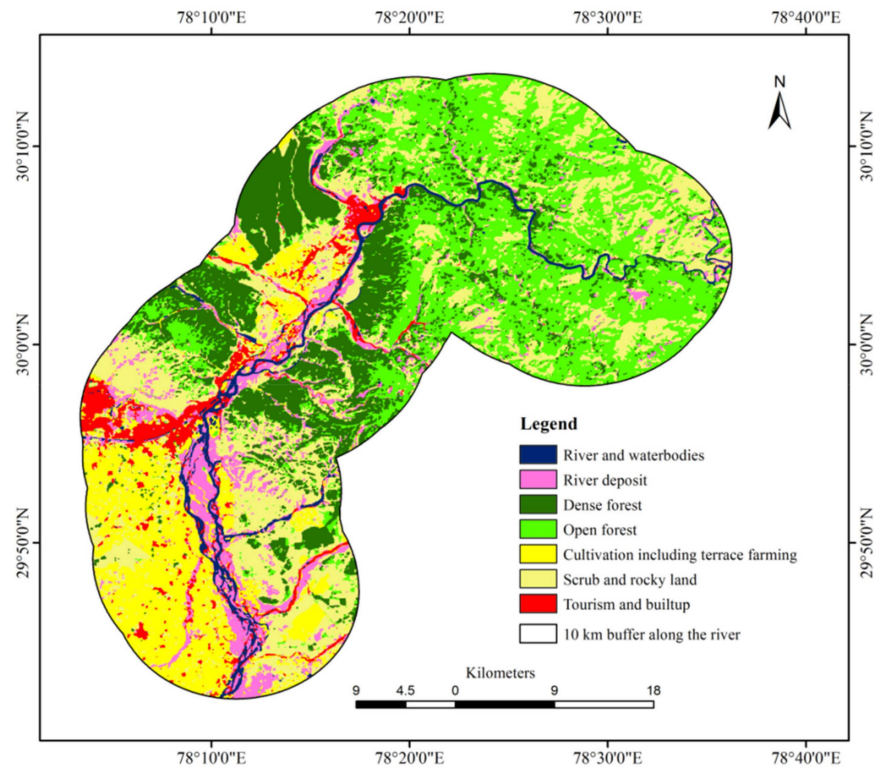 78°10'0"E 78°20'0"E 78°30'0"E 78°40'0"E
N
30°10'0"N 30°10'0"N
30°0'0"N 30°0'0"N
Legend
River and waterbodies
River deposit
Dense forest
Open forest
29°50'0"N 29°50'0"N
Cultivation including terrace farming
Scrub and rocky land
Tourism and builtup
10 km buffer along the river
Kilometers
9 4.5 0 9 18
78°10'0"E 78°20'0"E 78°30'0"E 78°40'0"E